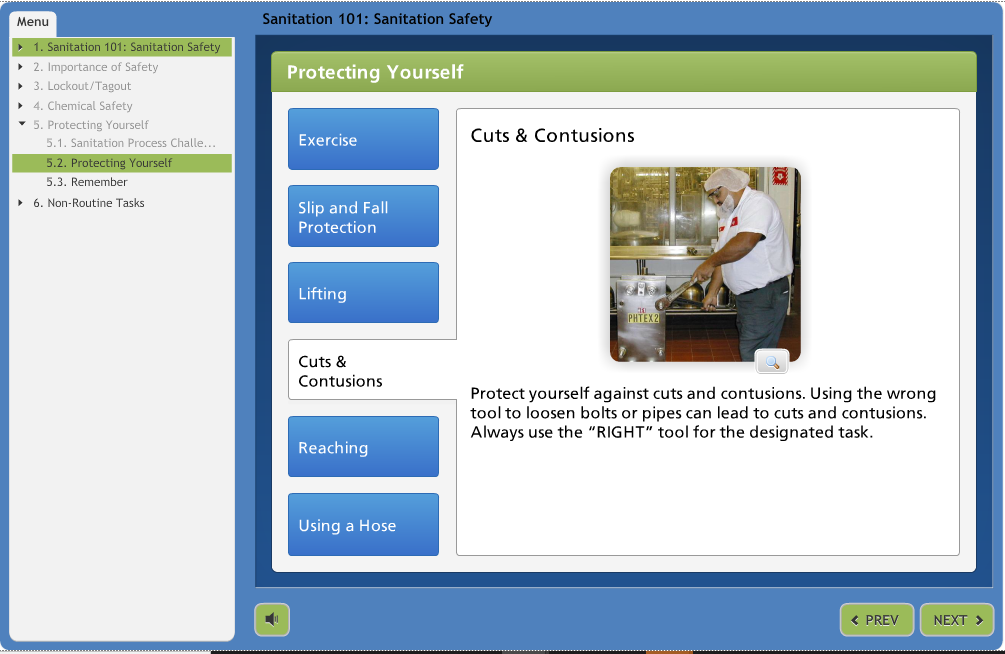 Menu
1. Sanitation 101: Sanitation Safety
2. Importance of Safety
3. Lockout/Tagout
4. Chemical Safety
5. Protecting Yourself
5.1. Sanitation Process Challe...
5.2. Protecting Yourself
5.3. Remember
6. Non-Routine Tasks
Sanitation 101: Sanitation Safety
Protecting Yourself
Exercise
Slip and Fall
Protection
Lifting
Cuts &
Contusions
Reaching
Using a Hose
Cuts & Contusions
PHTEX2
Protect yourself against cuts and contusions. Using the wrong
tool to loosen bolts or pipes can lead to cuts and contusions.
Always use the “RIGHT” tool for the designated task.
PREV
NEXT